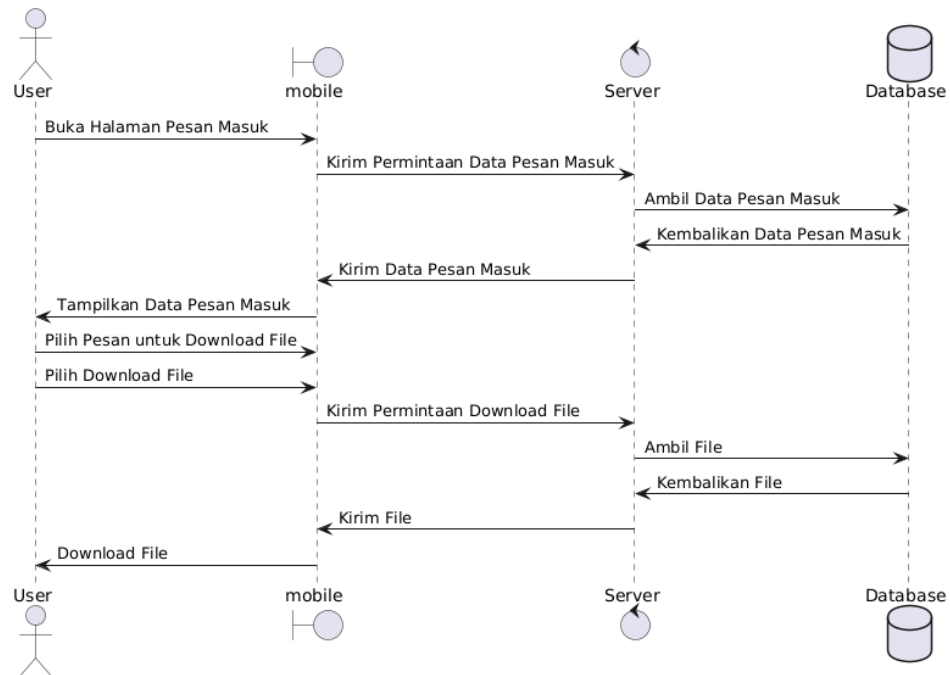 User
mobile
Server
Database
Buka Halaman Pesan Masuk
Kirim Permintaan Data Pesan Masuk
Ambil Data Pesan Masuk
Kembalikan Data Pesan Masuk
Kirim Data Pesan Masuk
Tampilkan Data Pesan Masuk
Pilih Pesan untuk Download File
Pilih Download File
Kirim Permintaan Download File
Ambil File
Kembalikan File
Kirim File
Download File
User
mobile
Server
Database